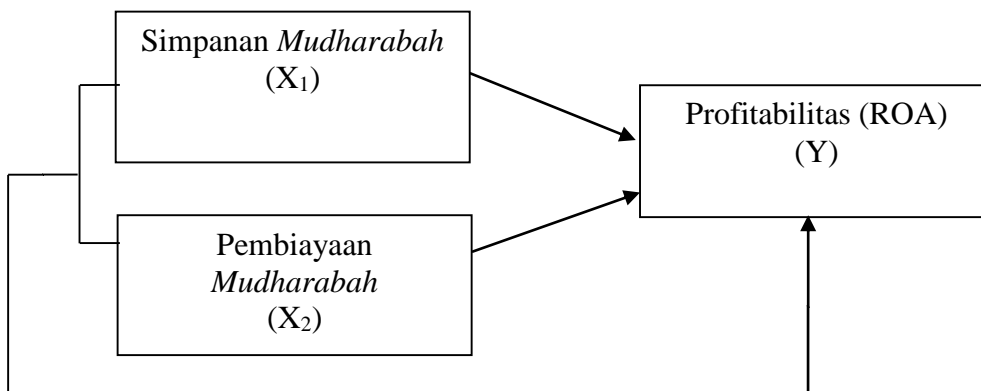 Simpanan Mudharabah
(X₁)
Profitabilitas (ROA)
(Y)
Pembiayaan
Mudharabah
(X₂)